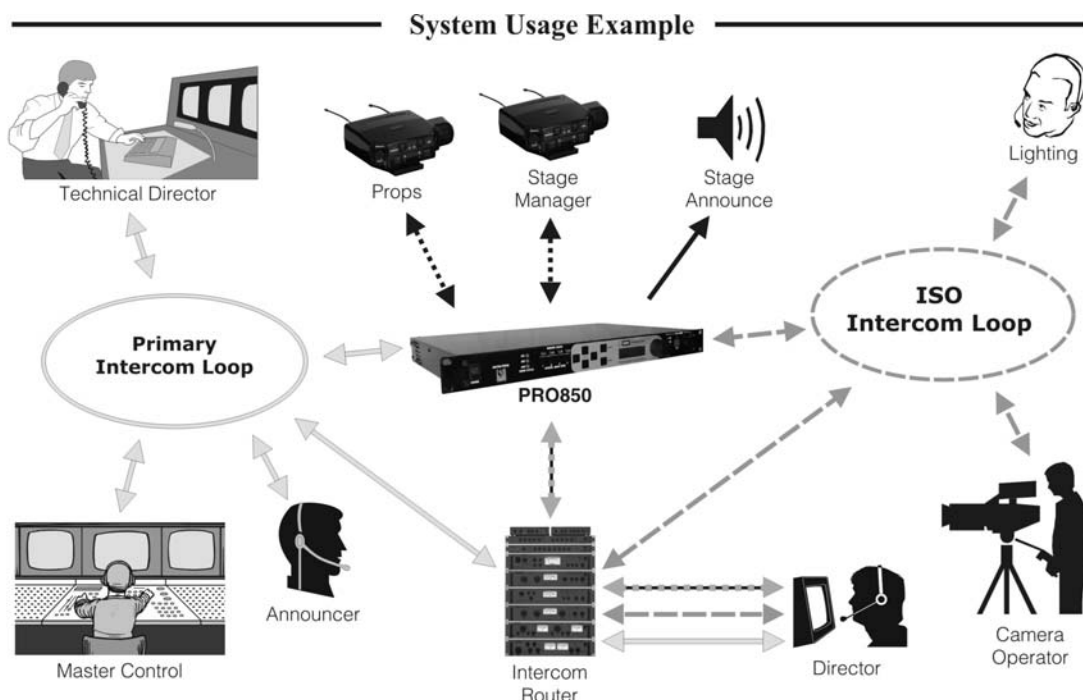 System Usage Example
Technical Director
Props
Stage
Manager
Stage
Announce
Lighting
Primary
Intercom Loop
ISO
Intercom Loop
PRO850
Master Control
Announcer
Intercom
Router
Director
Camera
Operator